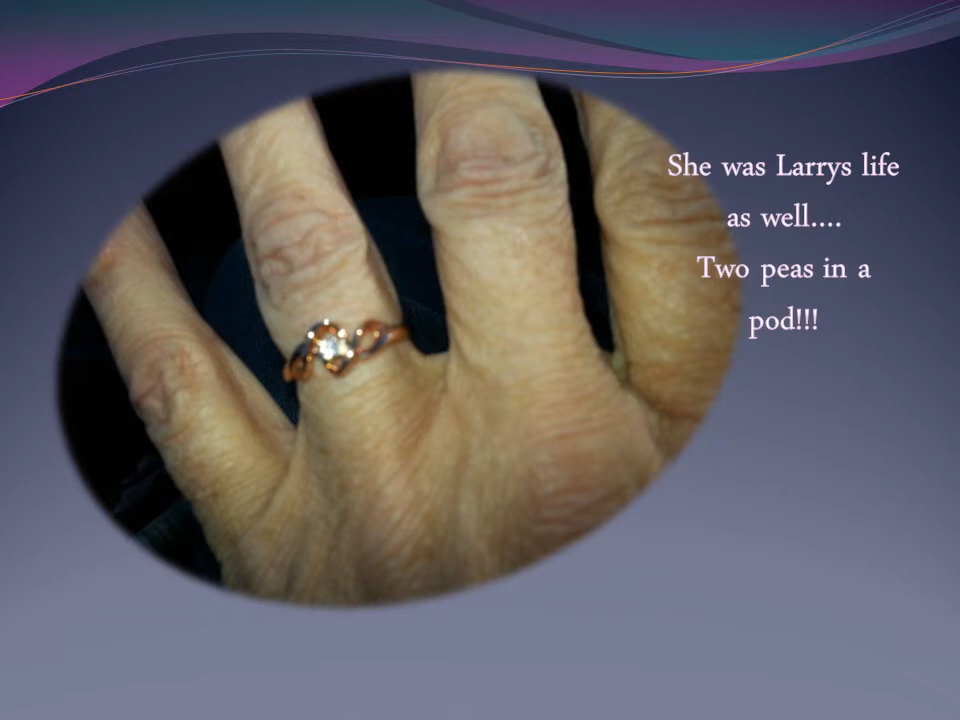 She was Larrys life
as well....
Two peas in a
pod!!!